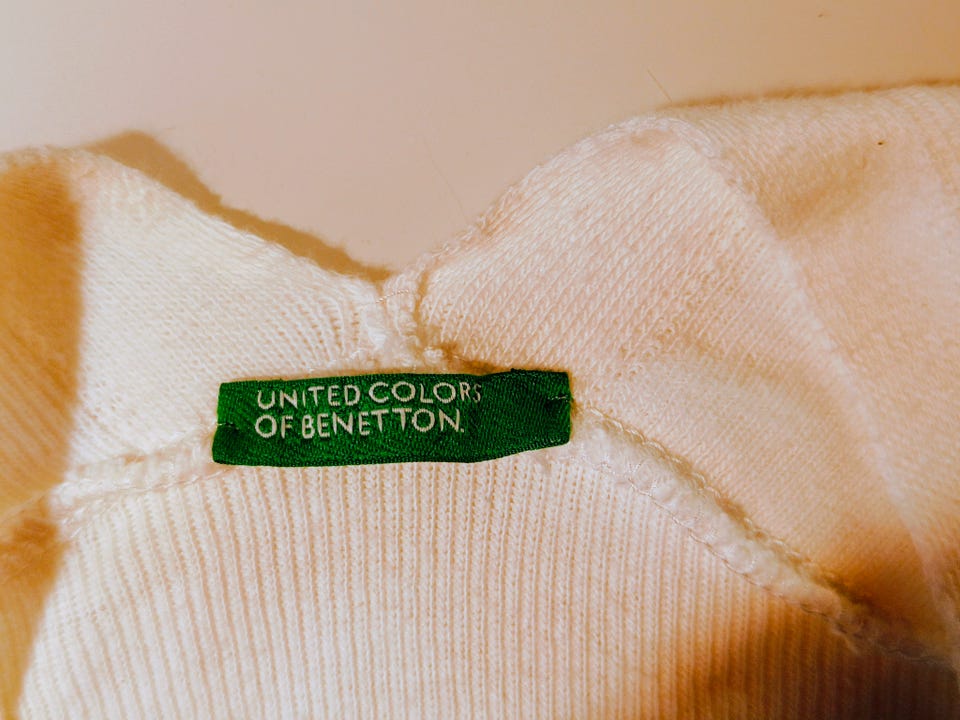 UNITED COLORS
OF BENETTON.